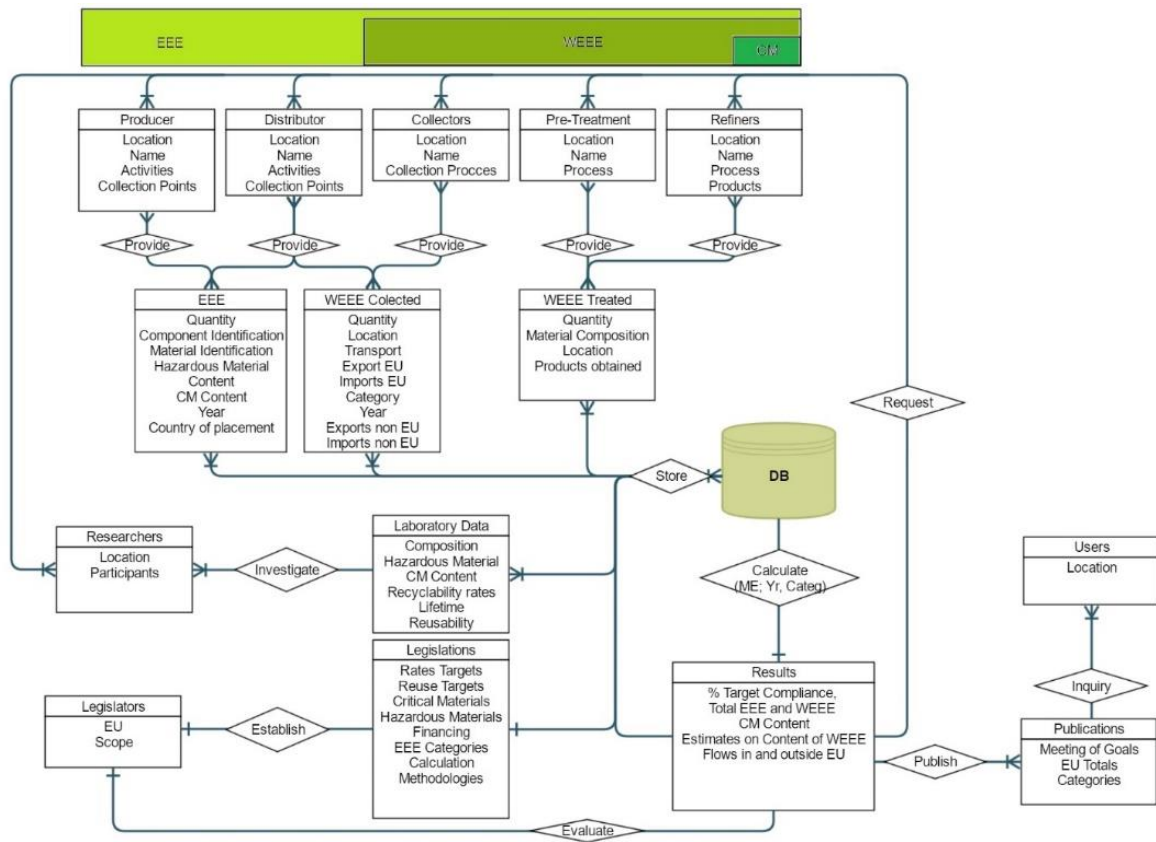 EEE
WEEE
CM
Producer
Location
Name
Activities
Collection Points
Distributor
Location
Name
Activities
Collection Points
Collectors
Location
Name
Collection Procces
Pre-Treatment
Location
Name
Process
Refiners
Location
Name
Process
Products
Provide
Provide
Provide
Provide
Provide
EEE
Quantity
Component Identification
Material Identification
Hazardous Material
Content
CM Content
Year
Country of placement
WEEE Colected
Quantity
Location
Transport
Export EU
Imports EU
Category
Year
Exports non EU
Imports non EU
WEEE Treated
Quantity
Material Composition
Location
Products obtained
Request
Store
DB
Researchers
Location
Participants
Investigate
Laboratory Data
Composition
Hazardous Material
CM Content
Recyclability rates
Lifetime
Reusability
Calculate
(ME; Yr, Categ)
Users
Location
Legislators
EU
Scope
Establish
Legislations
Rates Targets
Reuse Targets
Critical Materials
Hazardous Materials
Financing
EEE Categories
Calculation
Methodologies
Results
% Target Compliance,
Total EEE and WEEE
CM Content
Estimates on Content of WEEE
Flows in and outside EU
Inquiry
Publish
Publications
Meeting of Goals
EU Totals
Categories
Evaluate